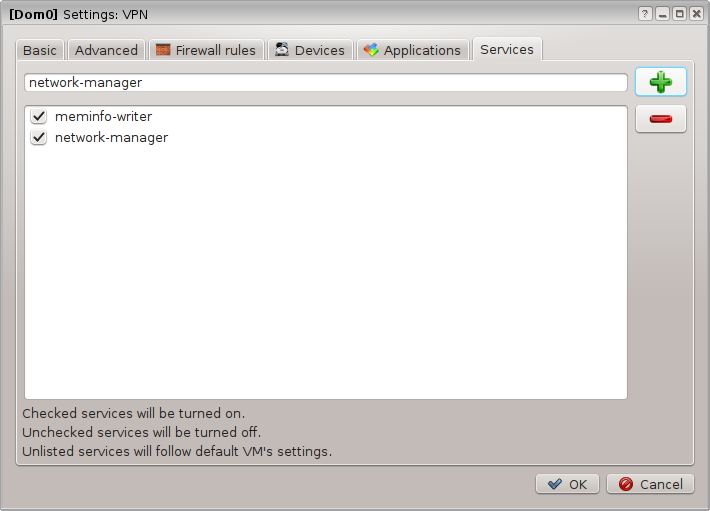 [Dom0] Settings: VPN
Basic Advanced Firewall rules Devices Applications Services
network-manager
meminfo-writer
network-manager
Checked services will be turned on.
Unchecked services will be turned off.
Unlisted services will follow default VM's settings.
OK Cancel